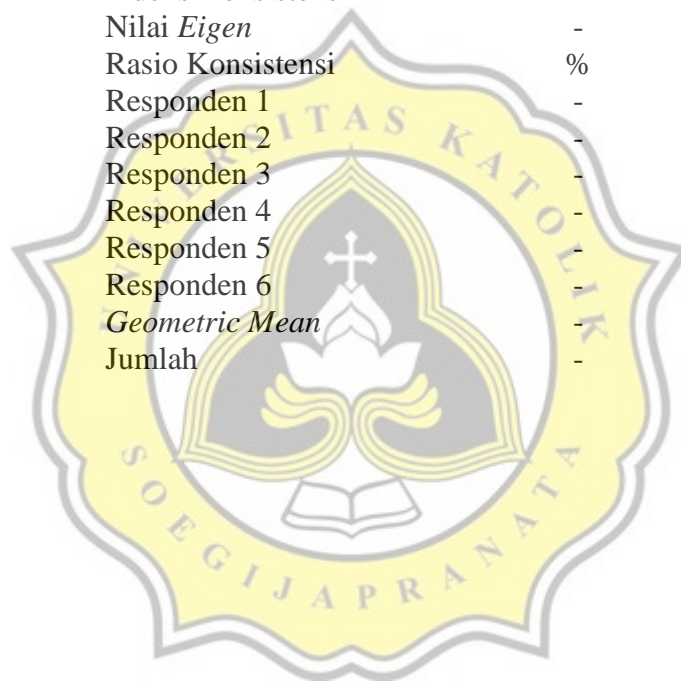 Nilai Eigen -
Rasio Konsistensi %
Responden 1 -
Responden 2 -
Responden 3 -
Responden 4 -
Responden 5 -
Responden 6 -
Geometric Mean -
Jumlah -
UNIVERSITAS KATOLIK
SOEGIJAPRANATA